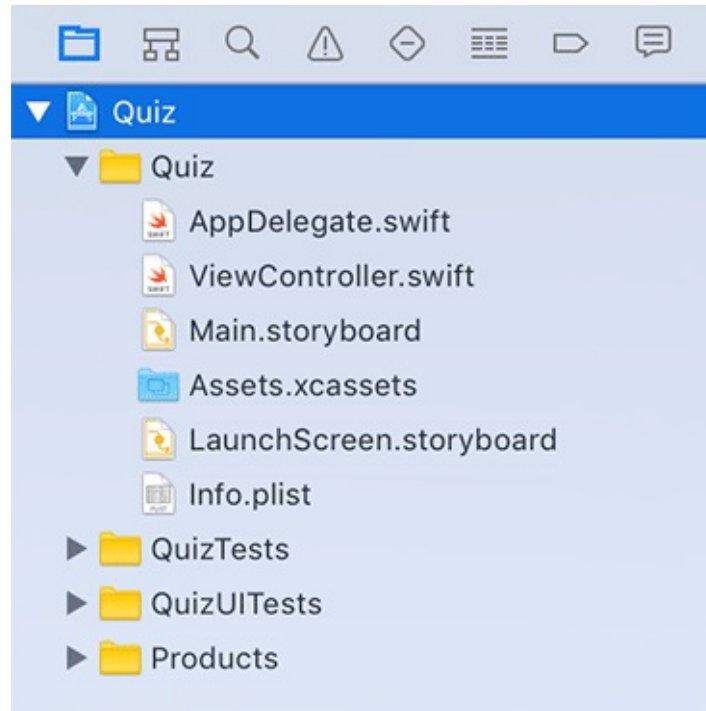 Quiz
Quiz
AppDelegate.swift
ViewController.swift
Main.storyboard
Assets.xcassets
LaunchScreen.storyboard
Info.plist
QuizTests
QuizUITests
Products